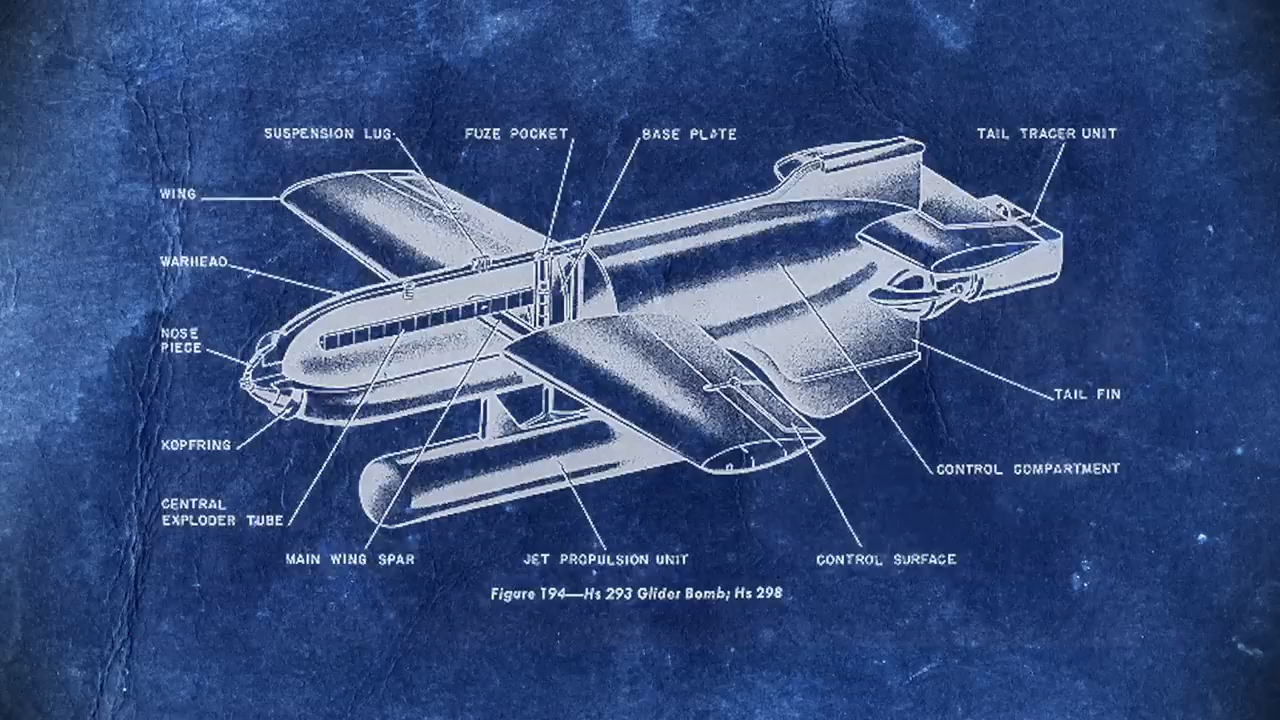 SUSPENSION LUG
FUZE POCKET
BASE PLATE
TAIL TRACER UNIT
WING
WARHEAD
NOSE
PIECE
TAIL FIN
KOPFRING
CONTROL COMPARTMENT
CENTRAL
EXPLODER TUBE
MAIN WING SPAR
JET PROPULSION UNIT
CONTROL SURFACE
Figure 194—Hs 293 Glider Bomb; Hs 298